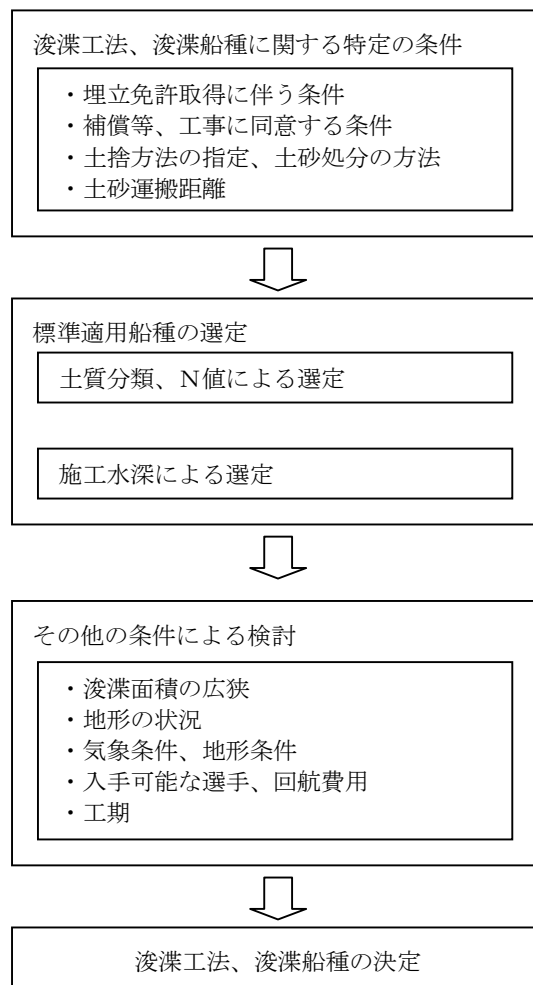 浚渫工法、浚渫船種に関する特定の条件
・埋立免許取得に伴う条件
・補償等、工事に同意する条件
・土捨方法の指定、土砂処分の方法
・土砂運搬距離
標準適用船種の選定
土質分類、N値による選定
施工水深による選定
その他の条件による検討
・浚渫面積の広狭
・地形の状況
・気象条件、地形条件
・入手可能な選手、回航費用
・工期
浚渫工法、浚渫船種の決定